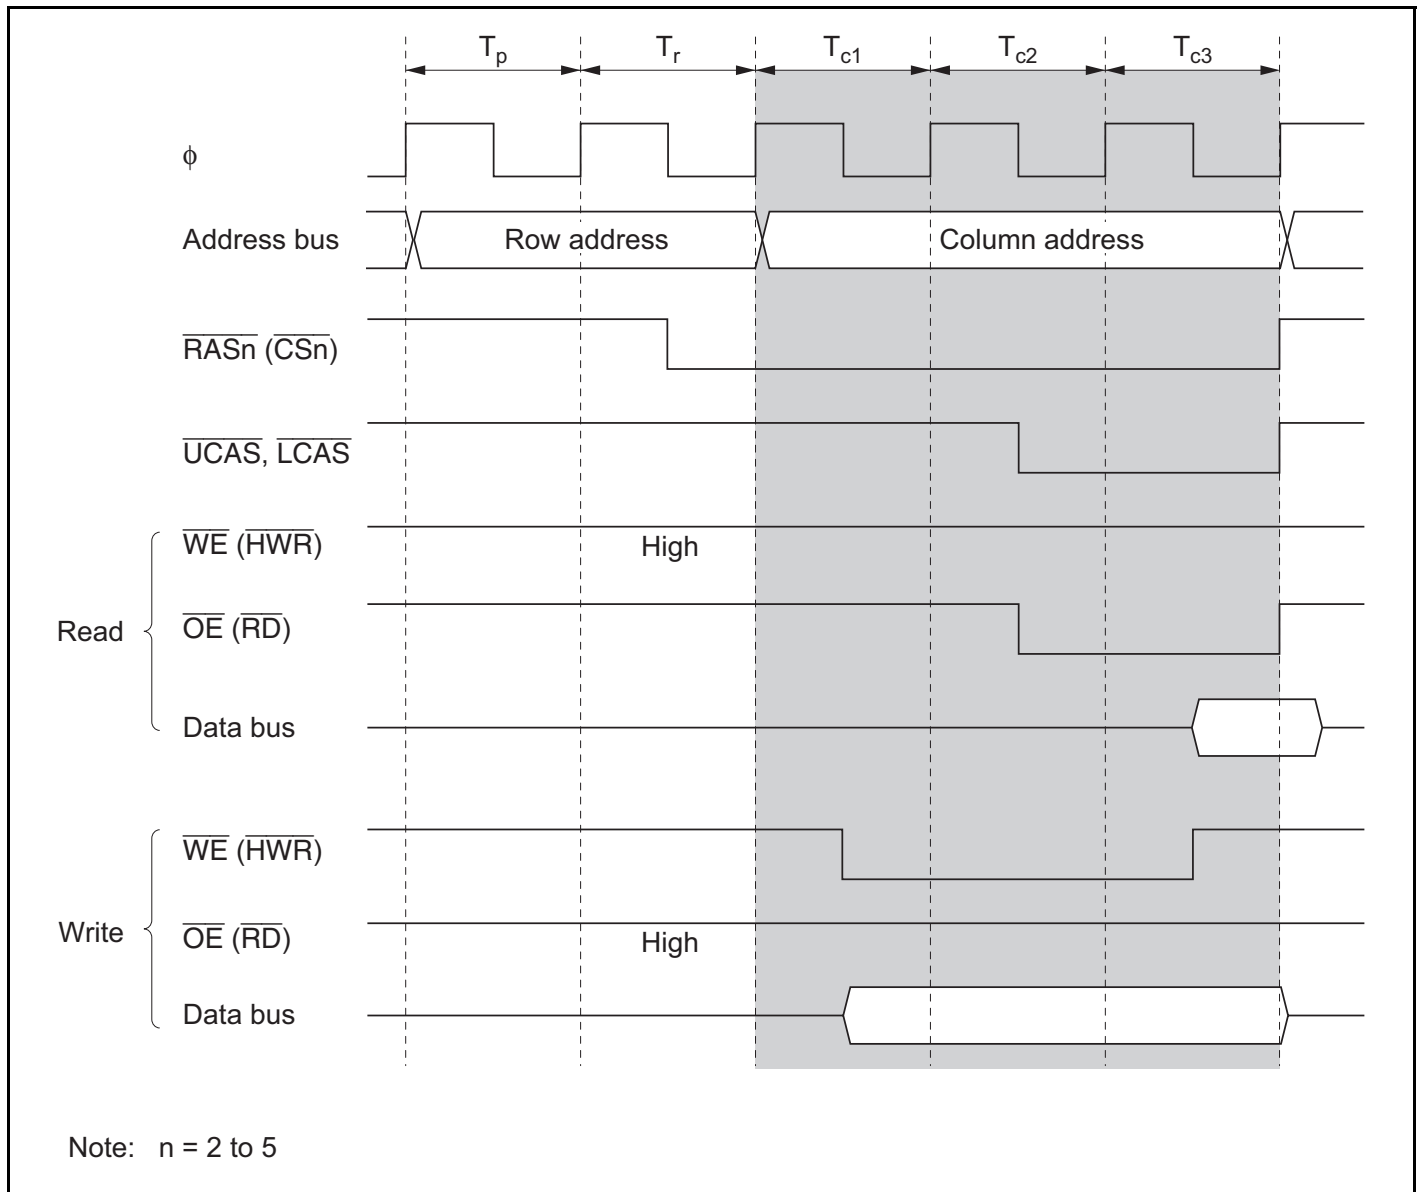 Tp Tr Tc1 Tc2 Tc3
ϕ
Address bus Row address Column address
RASn (CSn)
UCAS, LCAS
Read
WE (HWR)
High
OE (RD)
Data bus
Write
WE (HWR)
OE (RD)
High
Data bus
Note: n = 2 to 5